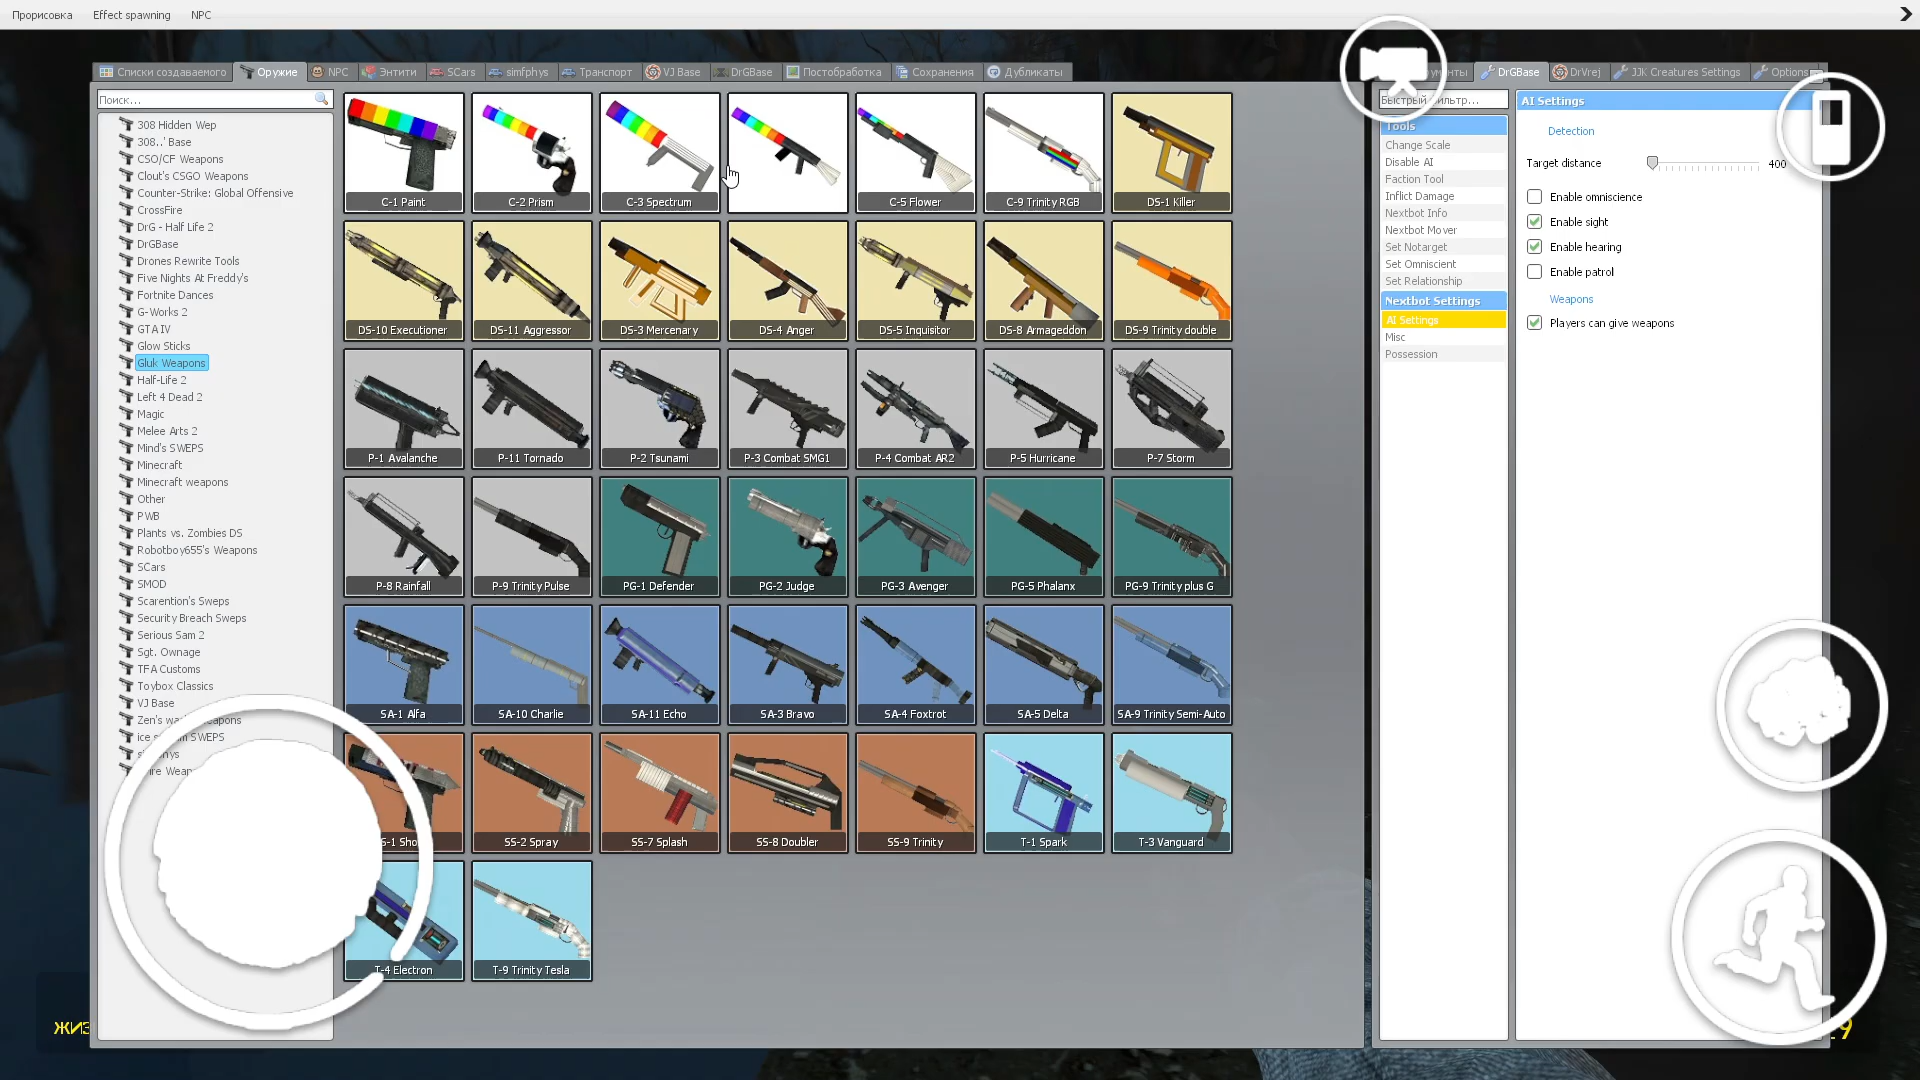 Прорисовка Effect spawning NPC
Списки создаваемого Оружие NPC Энтити SCars simfphys Транспорт VJ Base DrGBase Постобработка Сохранения Дубликаты
DrGBase DrVrej JJK Creatures Settings Options
Поиск...
308 Hidden Wep
308..' Base
CSO/CF Weapons
Clout's CSGO Weapons
Counter-Strike: Global Offensive
CrossFire
DrG - Half Life 2
DrGBase
Drones Rewrite Tools
Five Nights At Freddy's
Fortnite Dances
G-Works 2
GTA IV
Glow Sticks
Gluk Weapons
Half-Life 2
Left 4 Dead 2
Magic
Melee Arts 2
Mind's SWEPS
Minecraft
Minecraft weapons
Other
PWB
Plants vs. Zombies DS
Robotboy655's Weapons
SCars
SMOD
Scarention's Sweps
Security Breach Sweps
Serious Sam 2
Sgt. Ownage
TFA Customs
Toybox Classics
VJ Base
C-1 Paint C-2 Prism C-3 Spectrum C-5 Flower C-9 Trinity RGB DS-1 Killer
DS-10 Executioner DS-11 Aggressor DS-3 Mercenary DS-4 Anger DS-5 Inquisitor DS-8 Armageddon DS-9 Trinity double
P-1 Avalanche P-11 Tornado P-2 Tsunami P-3 Combat SMG1 P-4 Combat AR2 P-5 Hurricane P-7 Storm
P-8 Rainfall P-9 Trinity Pulse PG-1 Defender PG-2 Judge PG-3 Avenger PG-5 Phalanx PG-9 Trinity plus G
SA-1 Alfa SA-10 Charlie SA-11 Echo SA-3 Bravo SA-4 Foxtrot SA-5 Delta SA-9 Trinity Semi-Auto
SS-2 Spray SS-7 Splash SS-8 Doubler SS-9 Trinity T-1 Spark T-3 Vanguard
T-4 Electron T-9 Trinity Tesla
Tools
Change Scale
Disable AI
Faction Tool
Inflict Damage
Nextbot Info
Nextbot Mover
Set Notarget
Set Omniscient
Set Relationship
Nextbot Settings
AI Settings
Misc
Possession
AI Settings
Detection
Target distance 400
Enable omniscience
Enable sight
Enable hearing
Enable patrol
Weapons
Players can give weapons